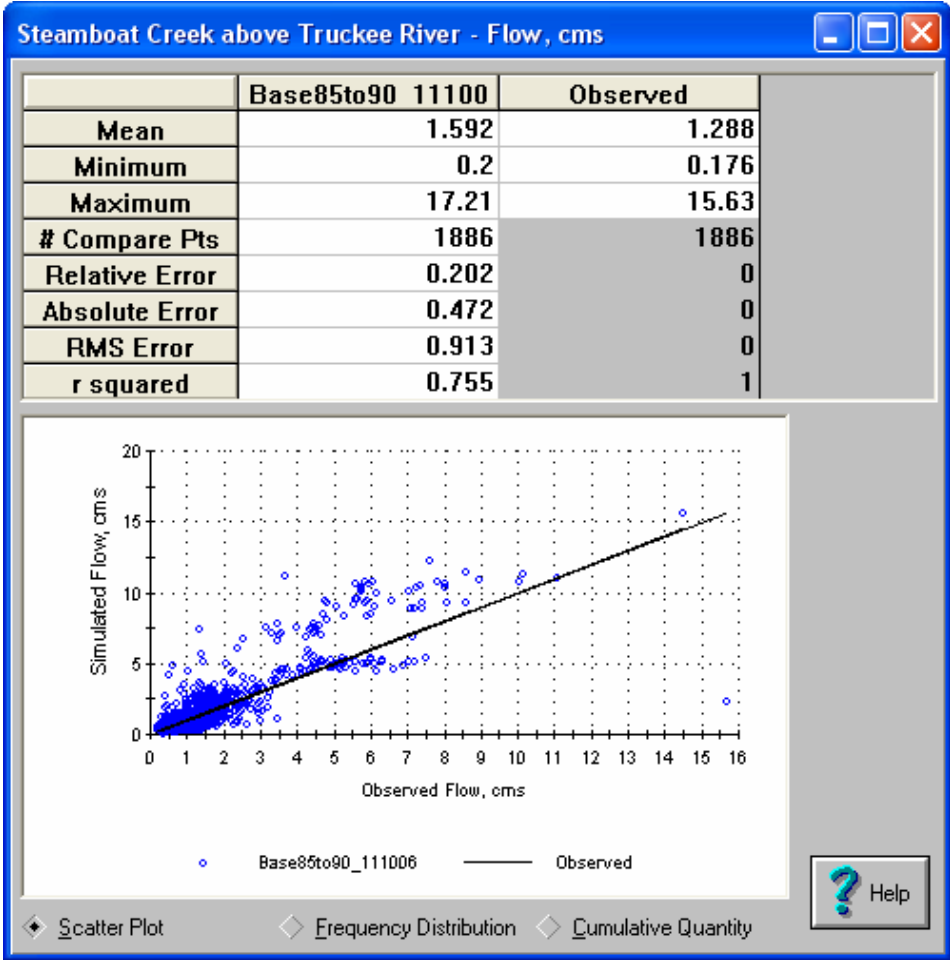 Steamboat Creek above Truckee River - Flow, cms
Base85to90 11100 Observed
Mean 1.592 1.288
Minimum 0.2 0.176
Maximum 17.21 15.63
# Compare Pts 1886 1886
Relative Error 0.202 0
Absolute Error 0.472 0
RMS Error 0.913 0
r squared 0.755 1
Simulated Flow, cms
20
15
10
5
0
0 1 2 3 4 5 6 7 8 9 10 11 12 13 14 15 16
Observed Flow, cms
Base85to90_111006 Observed
Help
Scatter Plot Frequency Distribution Cumulative Quantity